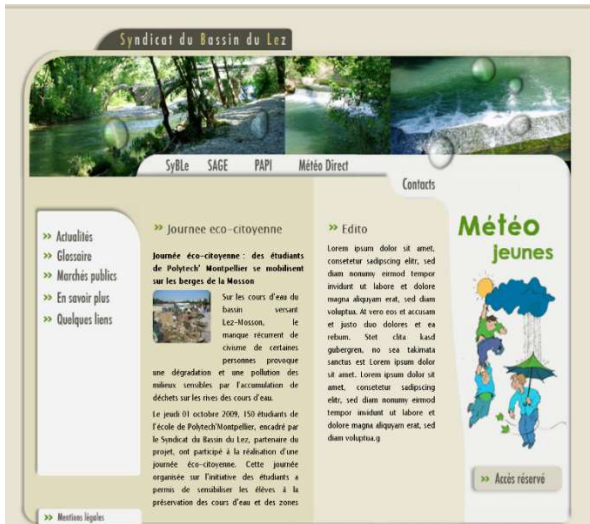 Syndicat du Bassin du Lez
SyBLe SAGE PAPI Météo Direct
Contacts
>> Actualités
>> Glossaire
>> Marchés publics
>> En savoir plus
>> Quelques liens
>> Mentions légales
>> Journee eco-citoyenne
Journée éco-citoyenne : des étudiants
de Polytech' Montpellier se mobilisent
sur les berges de la Mosson
Sur les cours d'eau du
bassin versant
Lez-Mosson, le
manque récurrent de
civisme de certaines
personnes provoque
une dégradation et une pollution des
milieux sensibles par l'accumulation de
déchets sur les rives des cours d'eau.
Le jeudi 01 octobre 2009, 150 étudiants de
l'école de Polytech'Montpellier, encadré par
le Syndicat du Bassin du Lez, partenaire du
projet, ont participé à la réalisation d'une
journée éco-citoyenne. Cette journée
organisée sur l'initiative des étudiants a
permis de sensibiliser les élèves à la
préservation des cours d'eau et des zones
>> Edito
Lorem ipsum dolor sit amet,
consetetur sadipscing elitr, sed
diam nonumy eirmod tempor
invidunt ut labore et dolore
magna aliquyam erat, sed diam
voluptua. At vero eos et accusam
et justo duo dolores et ea
rebum. Stet clita kasd
gubergren, no sea takimata
sanctus est Lorem ipsum dolor
sit amet. Lorem ipsum dolor sit
amet, consetetur sadipscing
elitr, sed diam nonumy eirmod
tempor invidunt ut labore et
dolore magna aliquyam erat, sed
diam voluptua.g
Météo
jeunes
>> Accès réservé